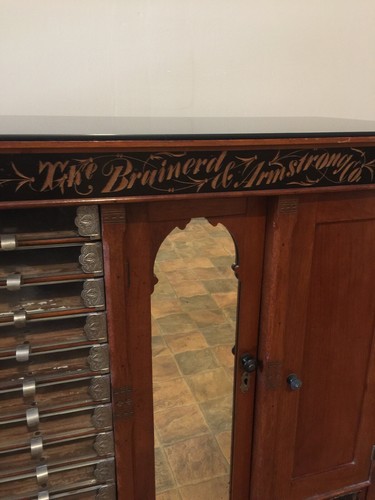 The Brainerd & Armstrong Co.